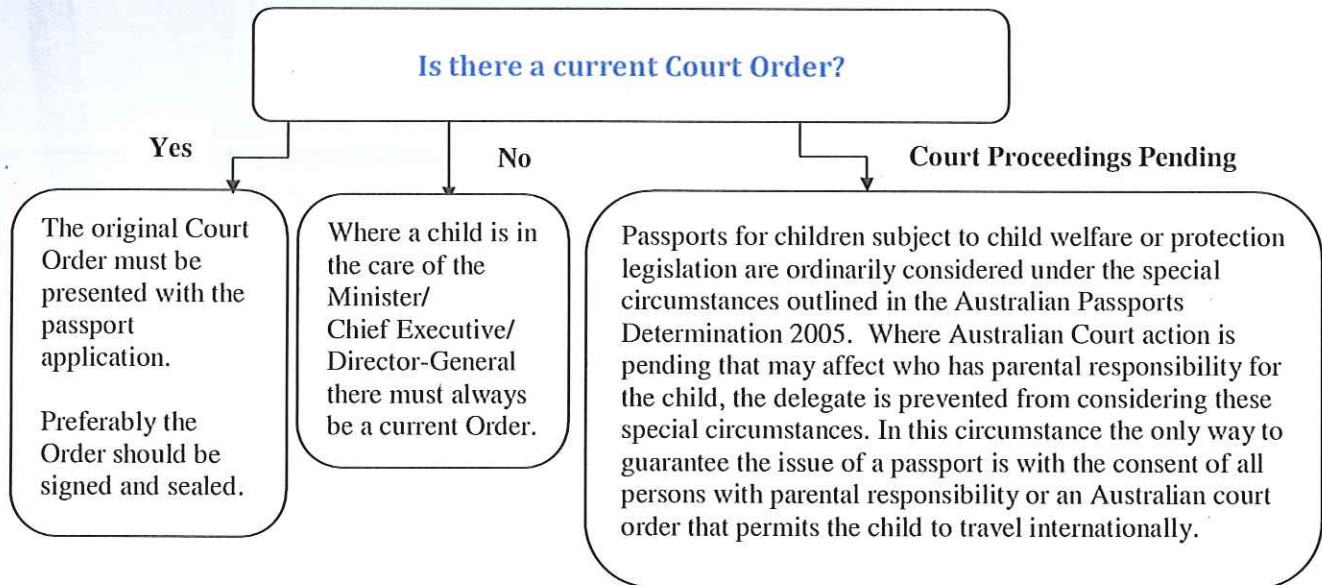 Is there a current Court Order?
Yes
No
Court Proceedings Pending
The original Court
Order must be
presented with the
passport
application.
Preferably the
Order should be
signed and sealed.
Where a child is in
the care of the
Minister/
Chief Executive/
Director-General
there must always
be a current Order.
Passports for children subject to child welfare or protection
legislation are ordinarily considered under the special
circumstances outlined in the Australian Passports
Determination 2005.  Where Australian Court action is
pending that may affect who has parental responsibility for
the child, the delegate is prevented from considering these
special circumstances. In this circumstance the only way to
guarantee the issue of a passport is with the consent of all
persons with parental responsibility or an Australian court
order that permits the child to travel internationally.